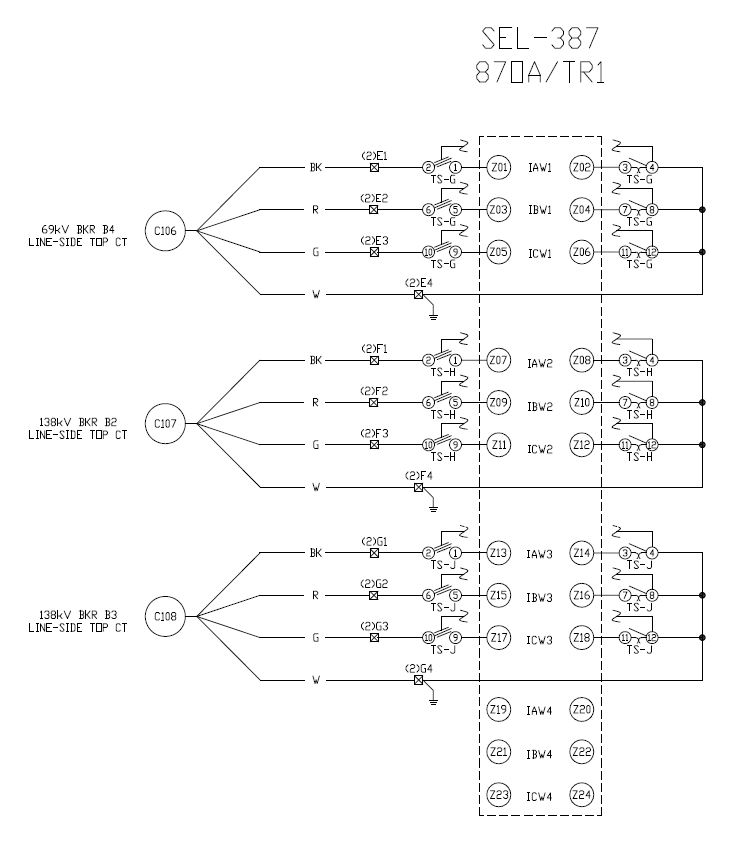 SEL-387
870A/TR1
(2)E1
BK 2 1 Z01 IAW1 Z02 3 4
TS-G TS-G
(2)E2
R 6 5 Z03 IBW1 Z04 7 8
TS-G TS-G
69kV BKR B4
LINE-SIDE TOP CT
C106
(2)E3
G 10 9 Z05 ICW1 Z06 11 12
TS-G TS-G
(2)E4
W
(2)F1
BK 2 1 Z07 IAW2 Z08 3 4
TS-H TS-H
(2)F2
R 6 5 Z09 IBW2 Z10 7 8
TS-H TS-H
138kV BKR B2
LINE-SIDE TOP CT
C107
(2)F3
G 10 9 Z11 ICW2 Z12 11 12
TS-H TS-H
(2)F4
W
(2)G1
BK 2 1 Z13 IAW3 Z14 3 4
TS-J TS-J
(2)G2
R 6 5 Z15 IBW3 Z16 7 8
TS-J TS-J
138kV BKR B3
LINE-SIDE TOP CT
C108
(2)G3
G 10 9 Z17 ICW3 Z18 11 12
TS-J TS-J
(2)G4
W
Z19 IAW4 Z20
Z21 IBW4 Z22
Z23 ICW4 Z24